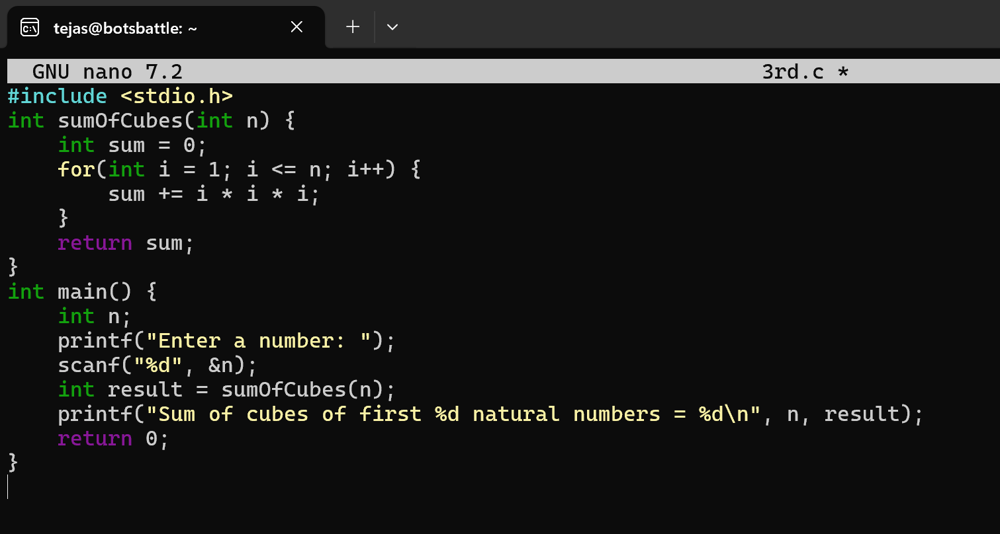 tejas@botsbattle: ~
GNU nano 7.2 3rd.c *
#include <stdio.h>
int sumOfCubes(int n) {
    int sum = 0;
    for(int i = 1; i <= n; i++) {
        sum += i * i * i;
    }
    return sum;
}
int main() {
    int n;
    printf("Enter a number: ");
    scanf("%d", &n);
    int result = sumOfCubes(n);
    printf("Sum of cubes of first %d natural numbers = %d\n", n, result);
    return 0;
}